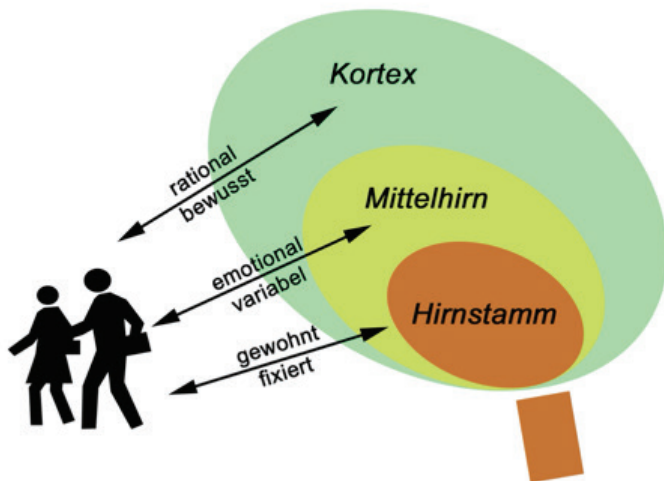 Kortex
rational
bewusst
Mittelhirn
emotional
variabel
Hirnstamm
gewohnt
fixiert